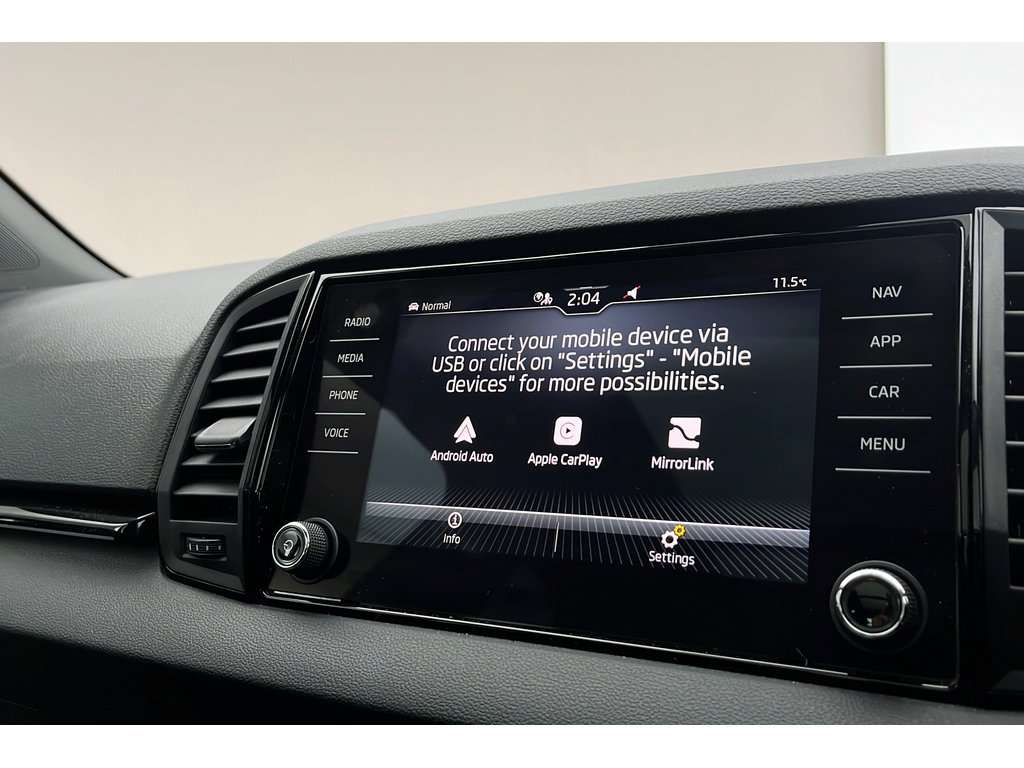 Normal
2:04
11.5°C
RADIO
MEDIA
PHONE
VOICE
Connect your mobile device via
USB or click on "Settings" - "Mobile
devices" for more possibilities.
Android Auto
Apple CarPlay
MirrorLink
Info
Settings
NAV
APP
CAR
MENU